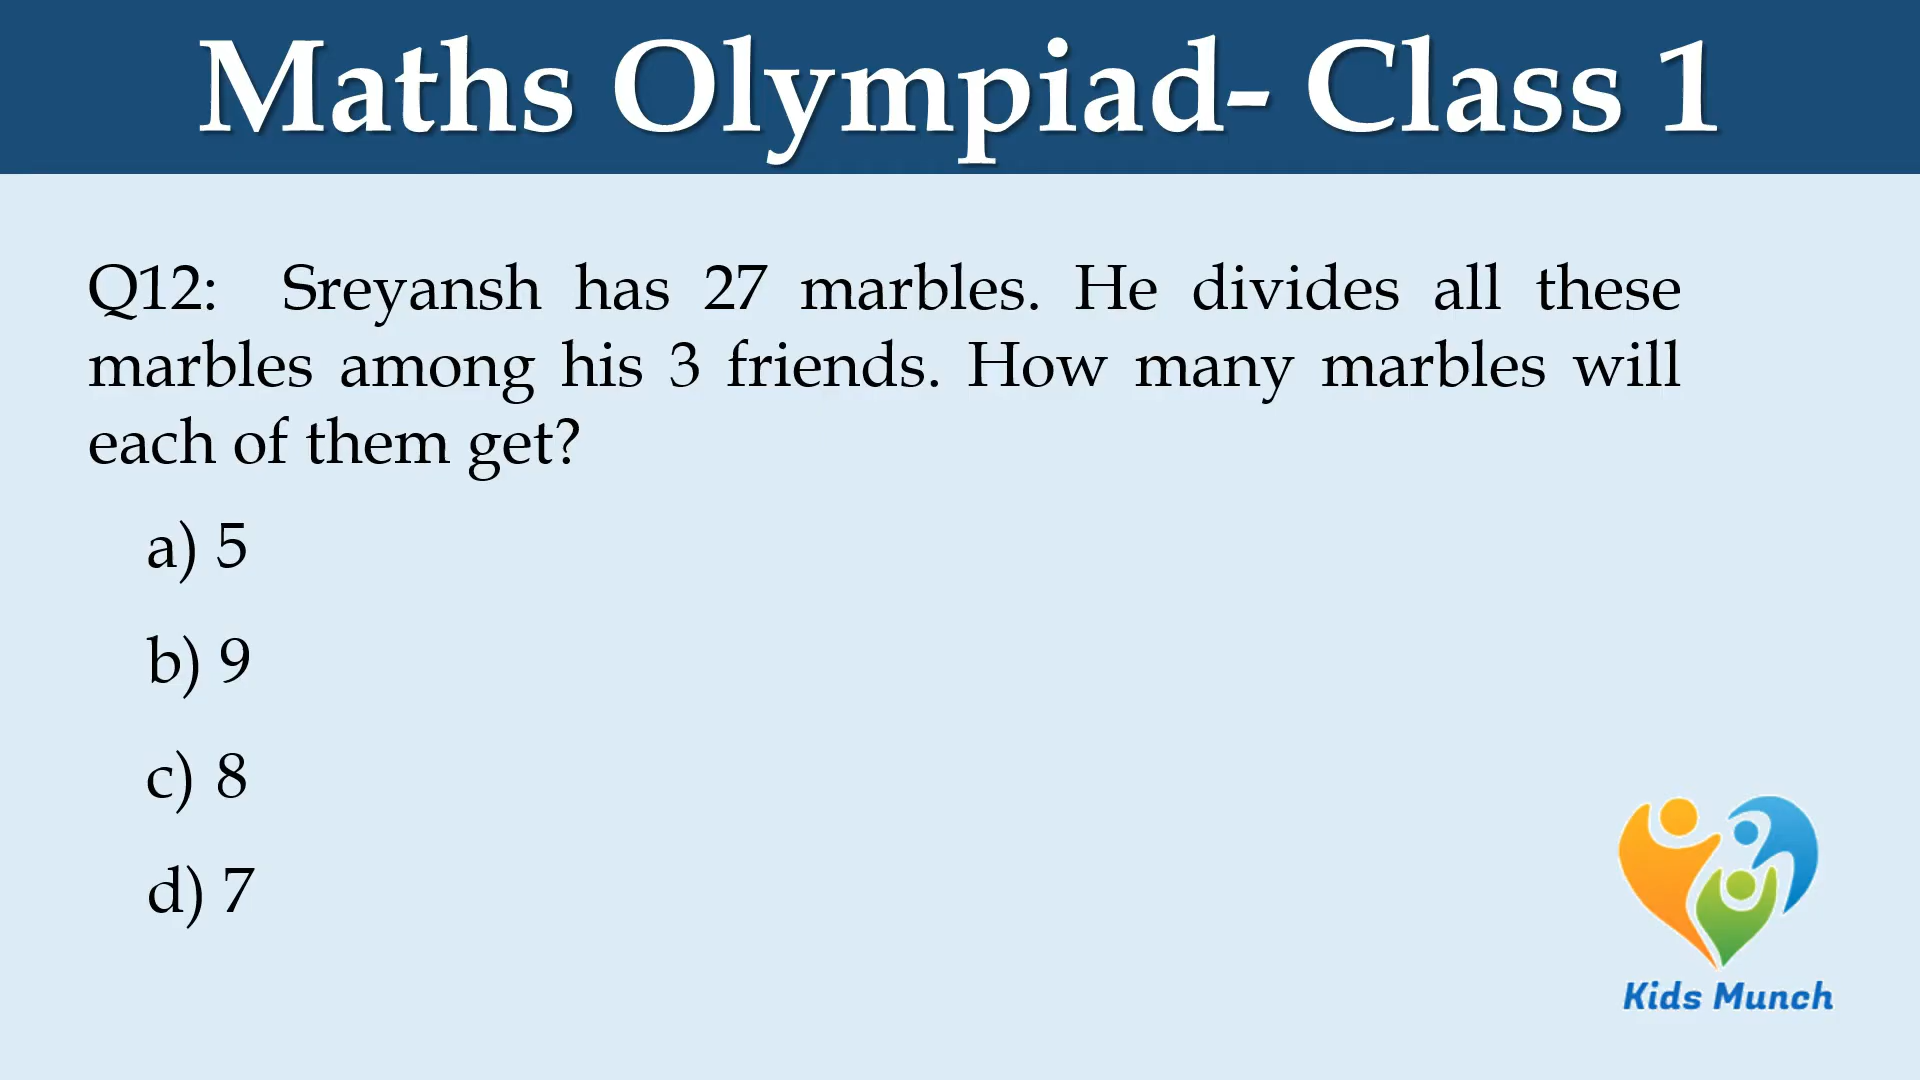 Maths Olympiad- Class 1
Q12: Sreyansh has 27 marbles. He divides all these
marbles among his 3 friends. How many marbles will
each of them get?
a) 5
b) 9
c) 8
d) 7
Kids Munch